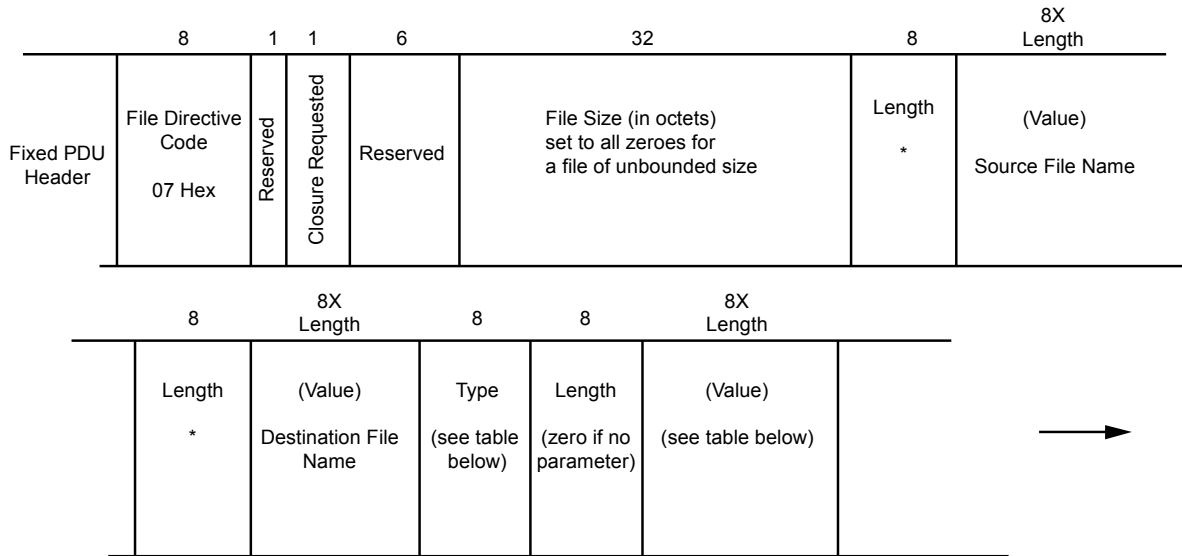 8 1 1 6 32 8 8X
Length
Fixed PDU
Header
File Directive
Code
07 Hex
Reserved
Closure Requested
Reserved
File Size (in octets)
set to all zeroes for
a file of unbounded size
Length
*
(Value)
Source File Name
8 8X
Length
8 8 8X
Length
Length
*
(Value)
Destination File
Name
Type
(see table
below)
Length
(zero if no
parameter)
(Value)
(see table below)